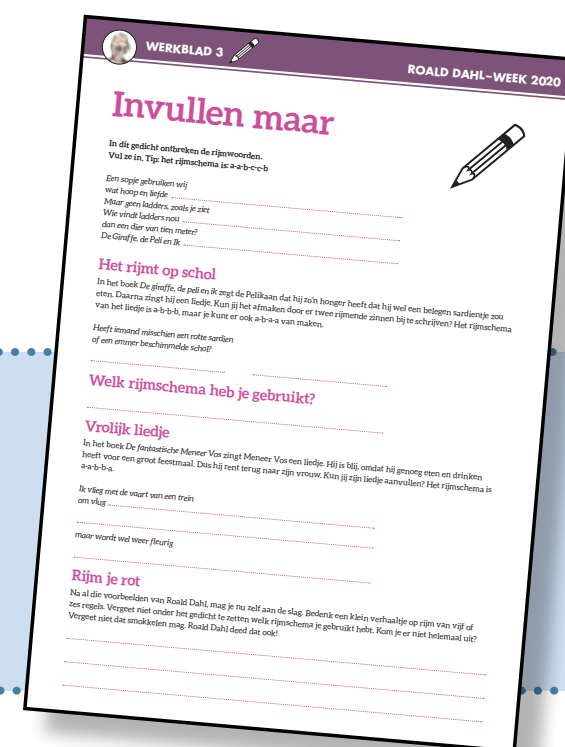 WERKBLAD 3
ROALD DAHL-WEEK 2020
Invullen maar
In dit gedicht ontbreken de rijmwoorden.
Vul ze in. Tip: het rijmschema is: a-a-b-c-c-b
Een sopje gebruiken wij
wat hoop en liefde
Maar geen ladders, zoals je ziet
Wie vindt ladders nou
dan een dier van tien meter?
De Giraffe, de Peli en Ik
Het rijmt op schol
In het boek De giraffe, de peli en ik zegt de Pelikaan dat hij zo'n honger heeft dat hij wel een belegen sardientje zou
eten. Daarna zingt hij een liedje. Kun jij het afmaken door er twee rijmende zinnen bij te schrijven? Het rijmschema
van het liedje is a-b-b-b, maar je kunt er ook a-b-a-a van maken.
Heeft iemand misschien een rotte sardien
of een emmer beschimmelde schol?
Welk rijmschema heb je gebruikt?
Vrolijk liedje
In het boek De fantastische Meneer Vos zingt Meneer Vos een liedje. Hij is blij, omdat hij genoeg eten en drinken
heeft voor een groot feestmaal. Dus hij rent terug naar zijn vrouw. Kun jij zijn liedje aanvullen? Het rijmschema is
a-a-b-b-a.
Ik vlieg met de vaart van een trein
om vlug
maar wordt wel weer fleurig
Rijm je rot
Na al die voorbeelden van Roald Dahl, mag je nu zelf aan de slag. Bedenk een klein verhaaltje op rijm van vijf of
zes regels. Vergeet niet onder het gedicht te zetten welk rijmschema je gebruikt hebt. Kom je er niet helemaal uit?
Vergeet niet dat smokkelen mag. Roald Dahl deed dat ook!